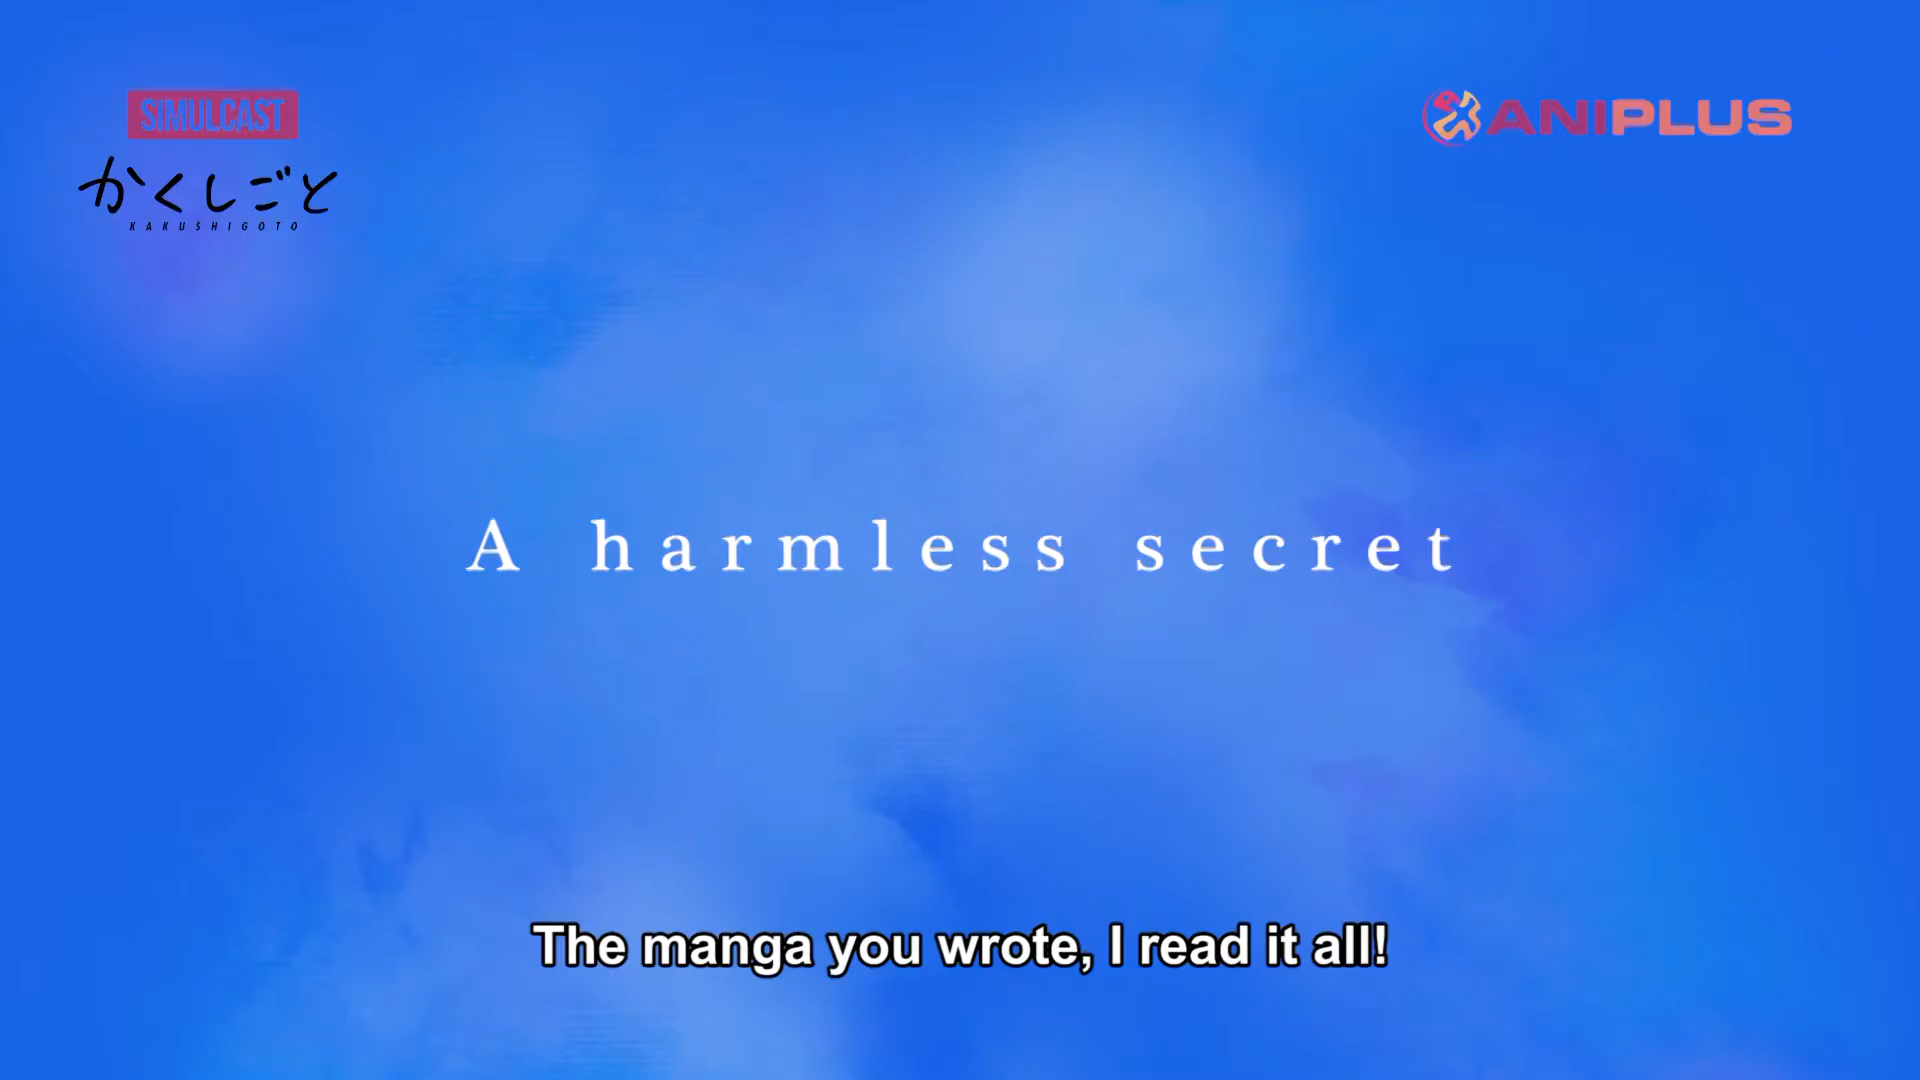 SIMULCAST
ANIPLUS
かくしごと
KAKUSHIGOTO
A harmless secret
The manga you wrote, I read it all!